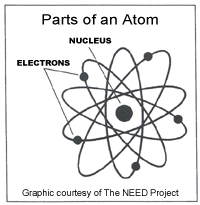 Parts of an Atom
NUCLEUS
ELECTRONS
Graphic courtesy of The NEED Project